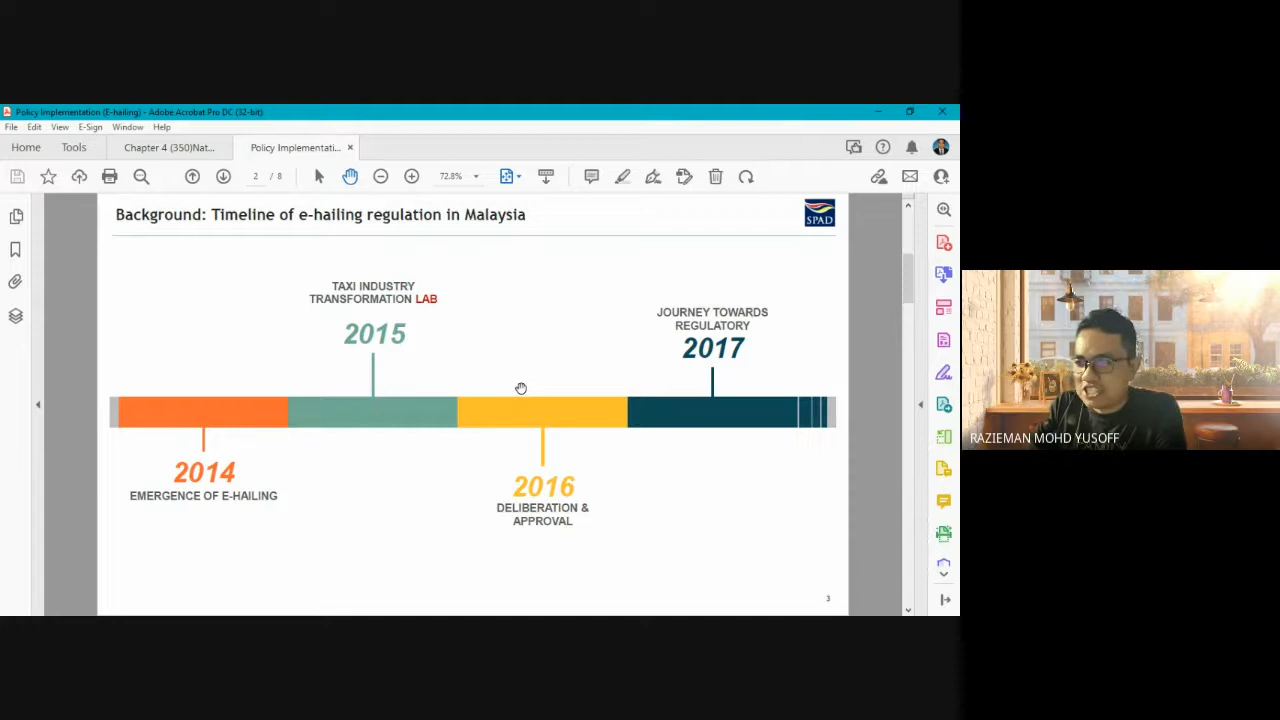 Policy Implementation (E-hailing) - Adobe Acrobat Pro DC (32-bit)
File Edit View E-Sign Window Help
Home Tools Chapter 4 (350)Nat... Policy Implementati... ×
2 / 8 72.8%
Background: Timeline of e-hailing regulation in Malaysia
SPAD
TAXI INDUSTRY
TRANSFORMATION LAB
2015
JOURNEY TOWARDS
REGULATORY
2017
2014
EMERGENCE OF E-HAILING
2016
DELIBERATION &
APPROVAL
3
RAZIEMAN MOHD YUSOFF